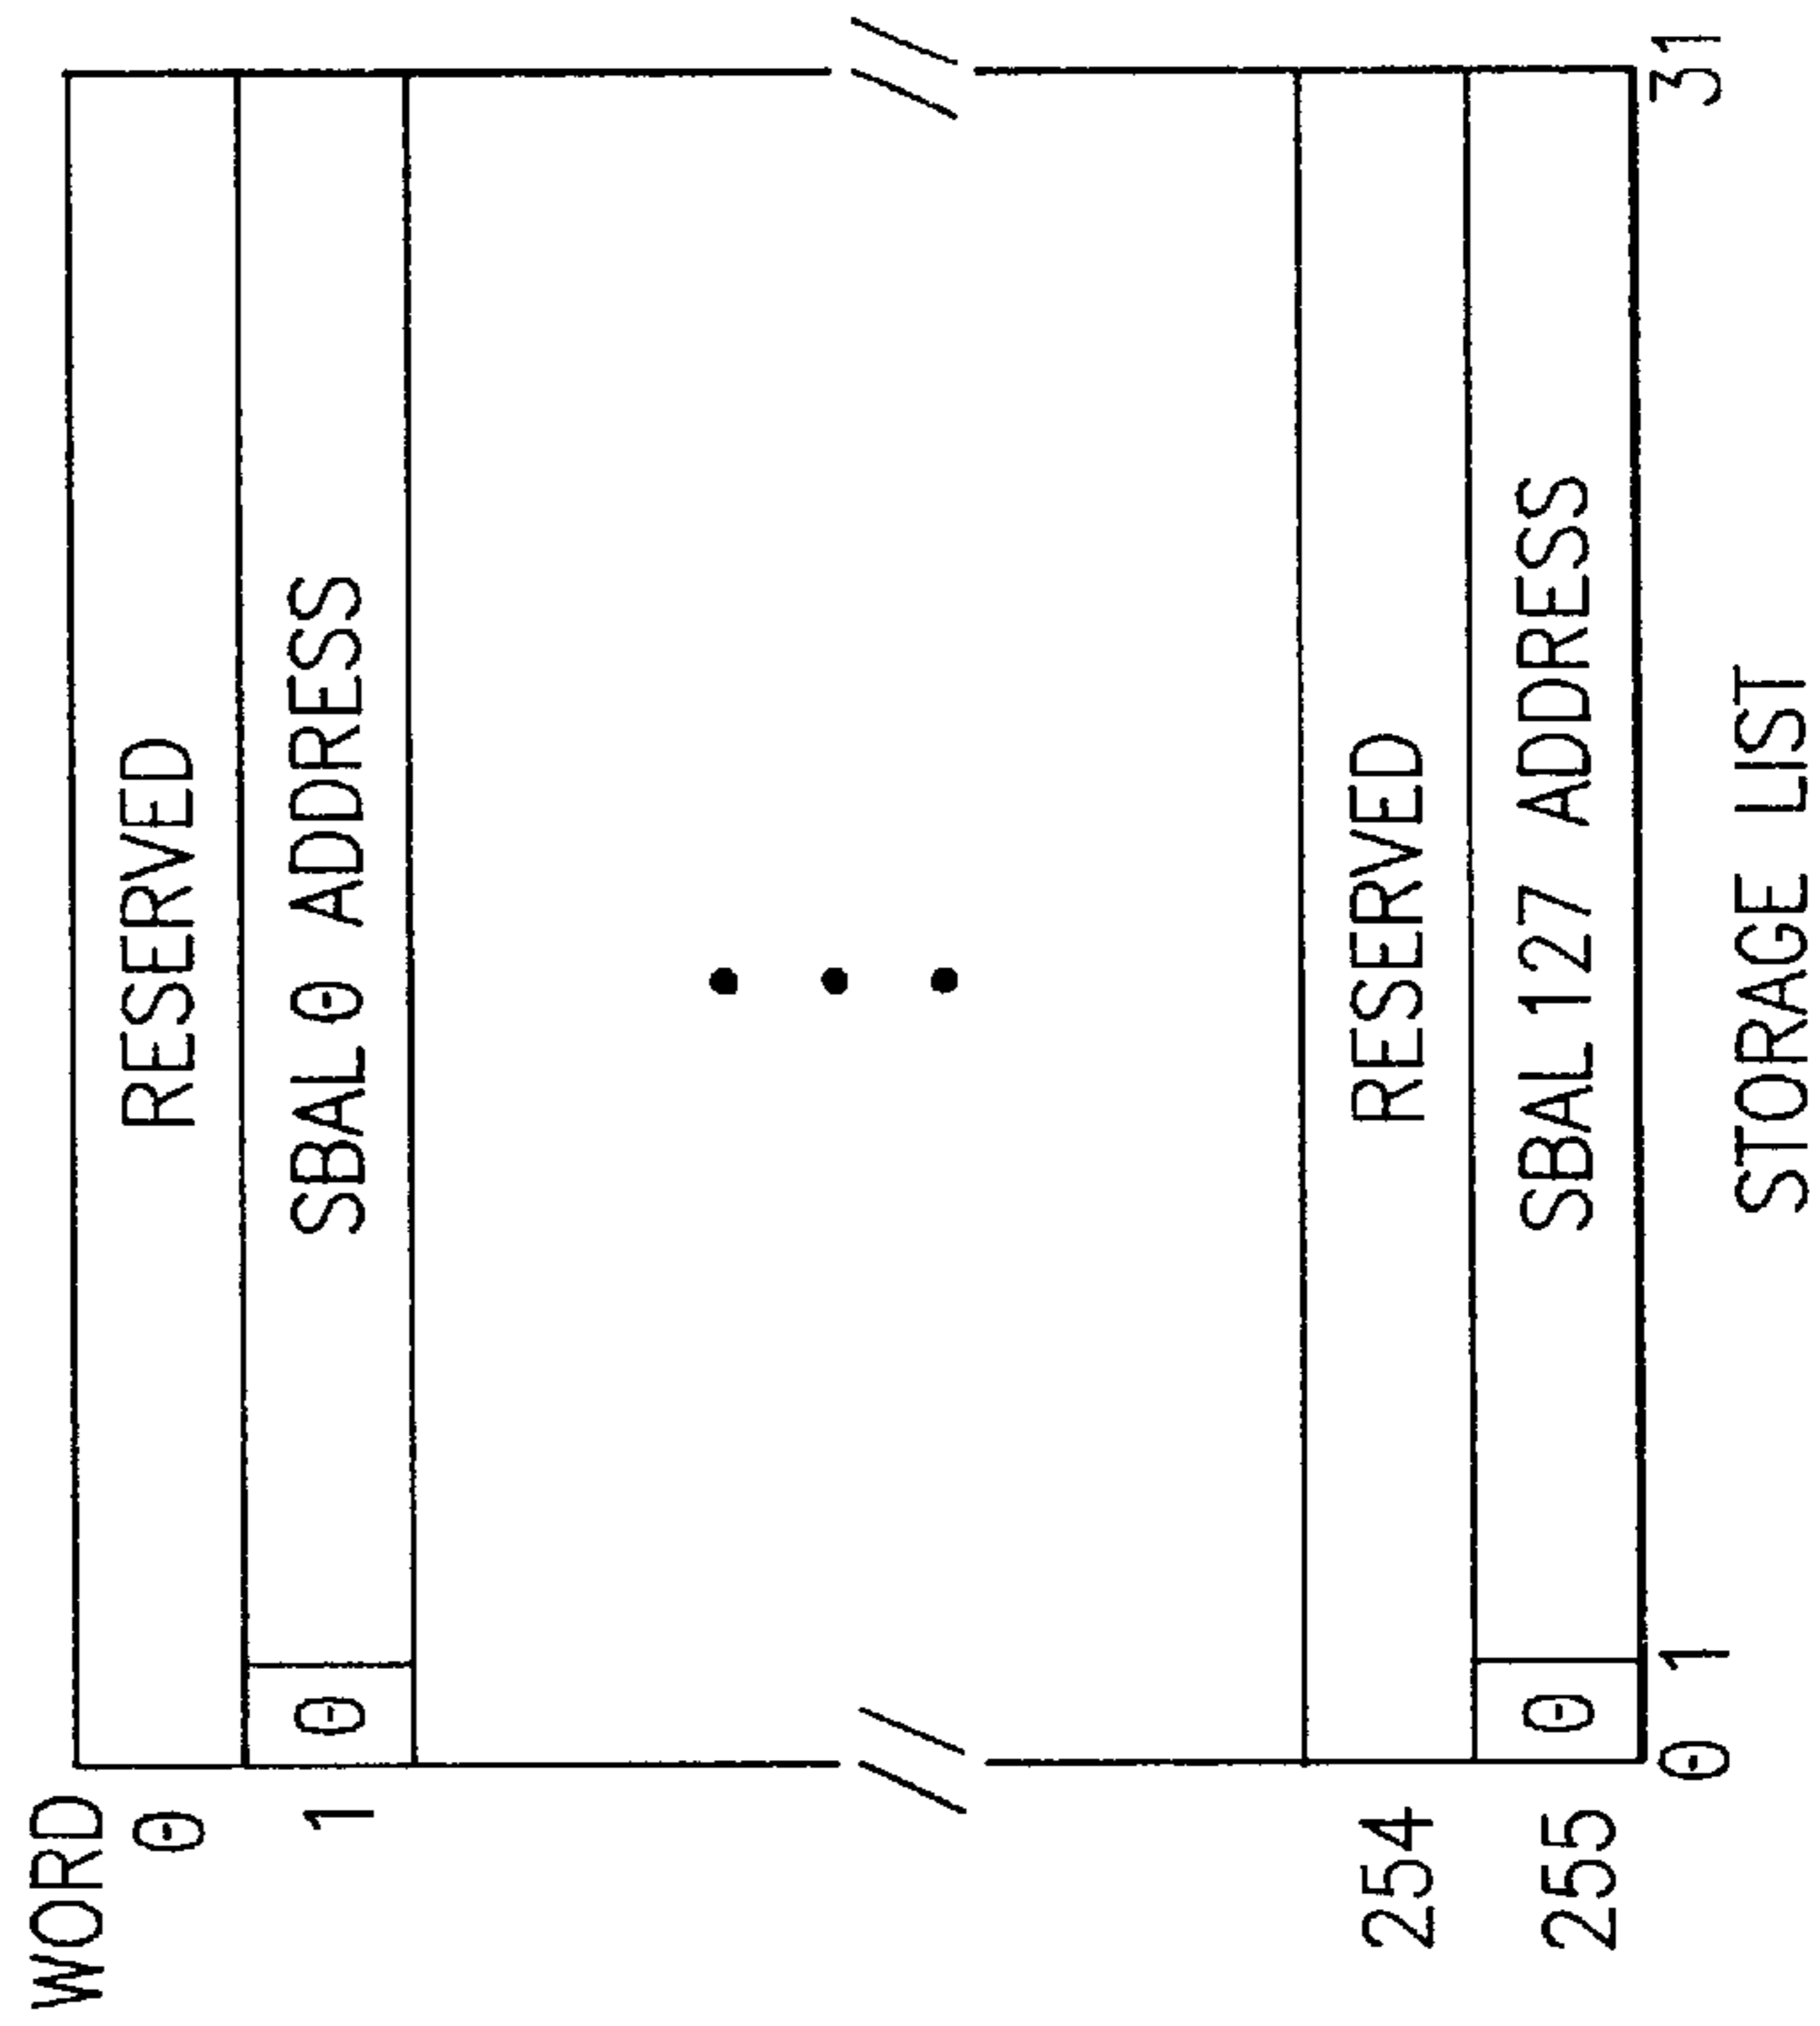 WORD
0 RESERVED
1 0 SBAL 0 ADDRESS
254 RESERVED
255 0 SBAL 127 ADDRESS
0 1 31
STORAGE LIST